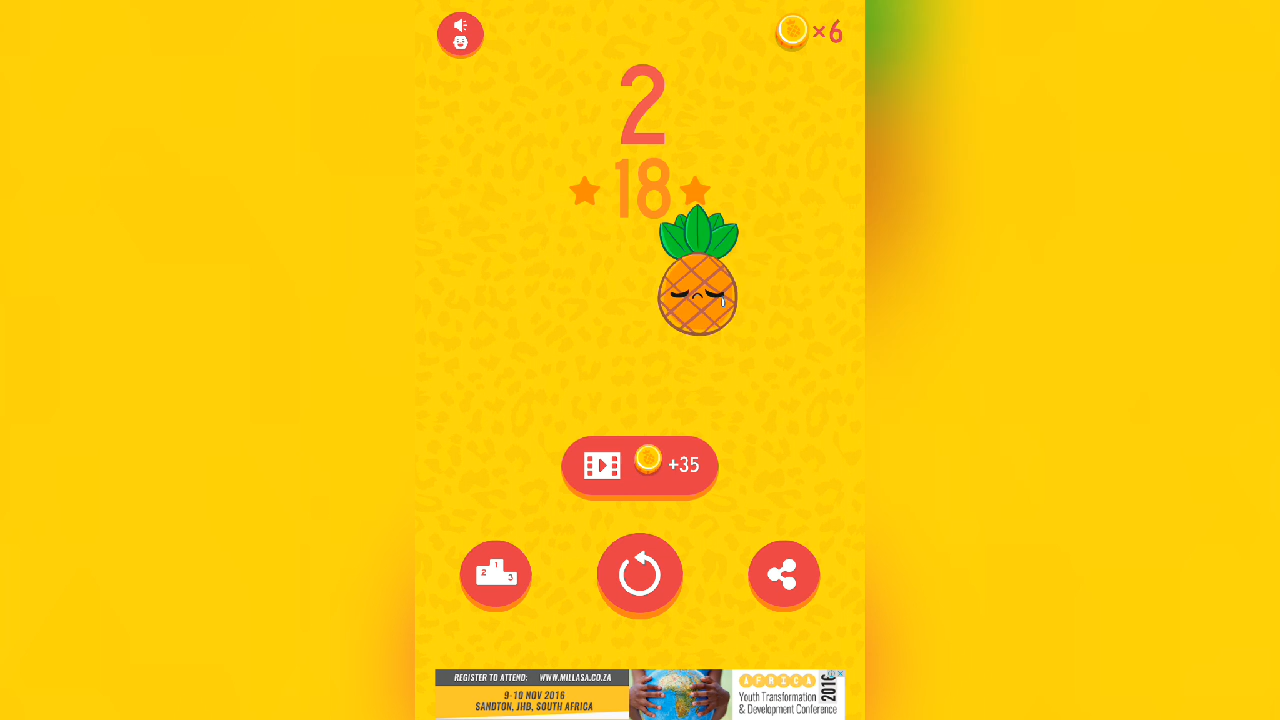 ×6
2
18
+35
1
2
3
REGISTER TO ATTEND: WWW.MILLASA.CO.ZA
9-10 NOV 2016
SANDTON, JHB, SOUTH AFRICA
AFRICA
2016
Youth Transformation
& Development Conference